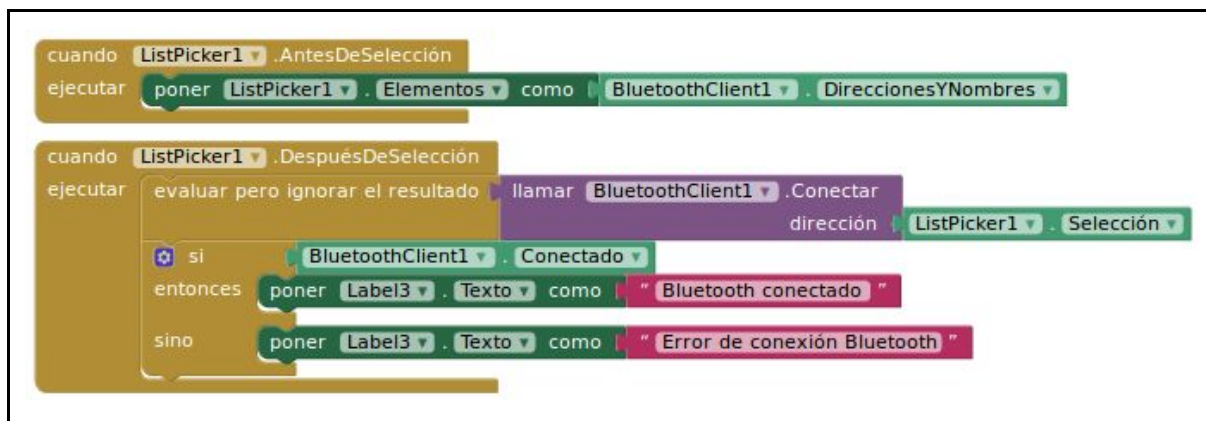 cuando ListPicker1 .AntesDeSelección
ejecutar poner ListPicker1 . Elementos como BluetoothClient1 . DireccionesYNombres
cuando ListPicker1 .DespuésDeSelección
ejecutar evaluar pero ignorar el resultado llamar BluetoothClient1 .Conectar
dirección ListPicker1 . Selección
si BluetoothClient1 . Conectado
entonces poner Label3 . Texto como " Bluetooth conectado "
sino poner Label3 . Texto como " Error de conexión Bluetooth "